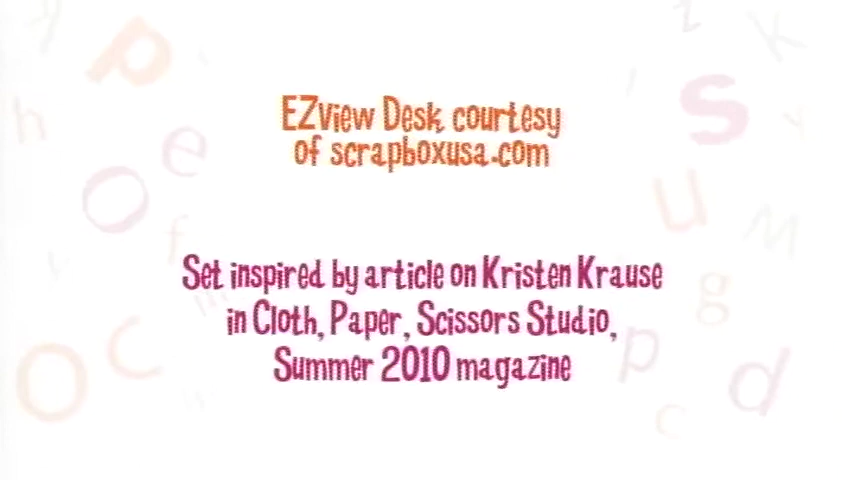 EZview Desk courtesy
of scrapboxusa.com
Set inspired by article on Kristen Krause
in Cloth, Paper, Scissors Studio,
Summer 2010 magazine